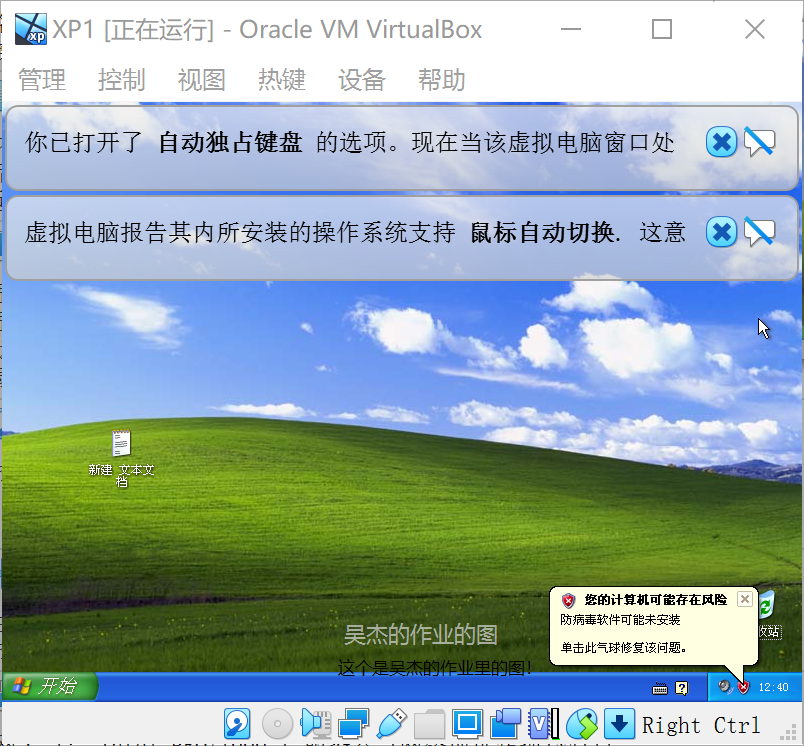 XP1 [正在运行] - Oracle VM VirtualBox
管理 控制 视图 热键 设备 帮助
你已打开了 自动独占键盘 的选项。现在当该虚拟电脑窗口处
虚拟电脑报告其内所安装的操作系统支持 鼠标自动切换. 这意
新建 文本文
档
您的计算机可能存在风险
防病毒软件可能未安装
单击此气球修复该问题。
收站
吴杰的作业的图
这个是吴杰的作业里的图!
开始
12:40
Right Ctrl